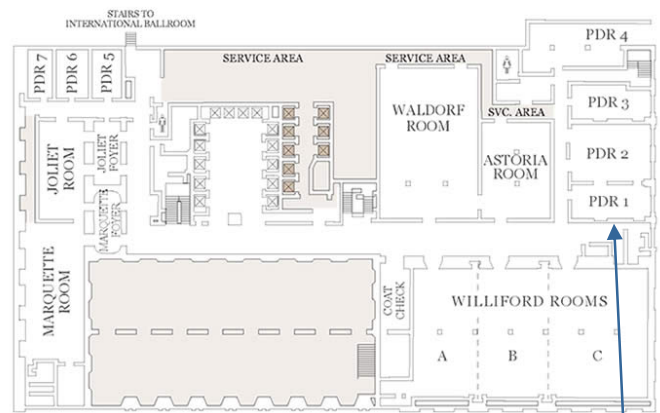 STAIRS TO
INTERNATIONAL BALLROOM
PDR 4
SERVICE AREA
SERVICE AREA
PDR 7
PDR 6
PDR 5
PDR 3
WALDORF
ROOM
SVC. AREA
JOLIET
ROOM
JOLIET
FOYER
ASTORIA
ROOM
PDR 2
PDR 1
MARQUETTE
FOYER
MARQUETTE
ROOM
COAT
CHECK
WILLIFORD ROOMS
A
B
C